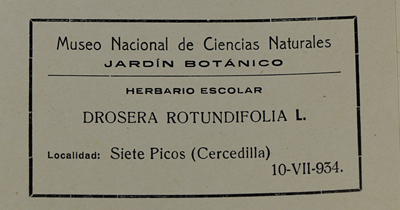 Museo Nacional de Ciencias Naturales
JARDÍN BOTÁNICO
HERBARIO ESCOLAR
DROSERA ROTUNDIFOLIA L.
Localidad: Siete Picos (Cercedilla)
10-VII-934.